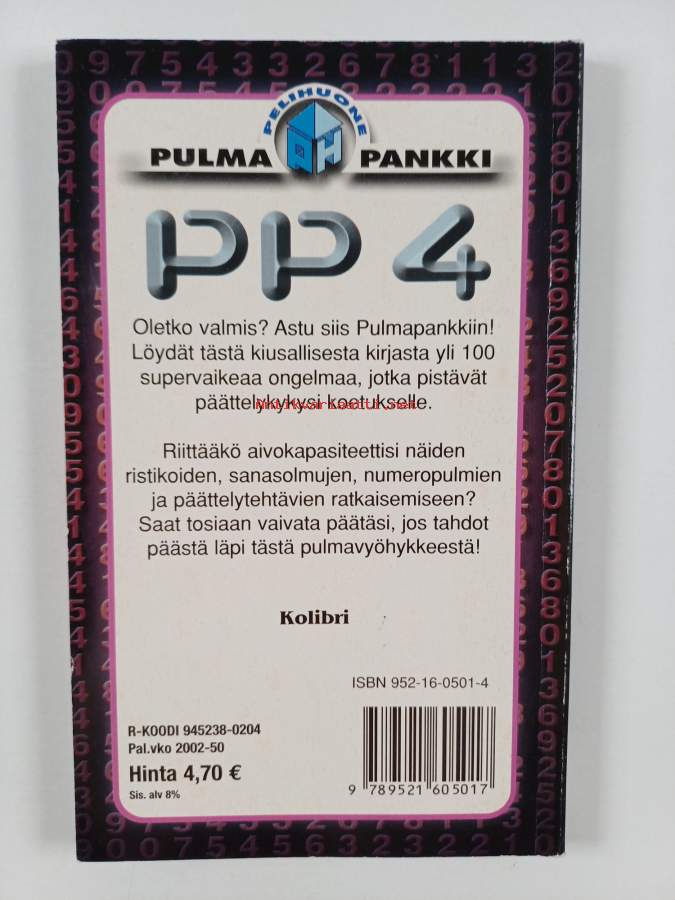 PELIHUONE
PULMA PANKKI
PP 4
Oletko valmis? Astu siis Pulmapankkiin!
Löydät tästä kiusallisesta kirjasta yli 100
supervaikeaa ongelmaa, jotka pistävät
päättelykykysi koetukselle.
Antikvariaatti.net
Riittääkö aivokapasiteettisi näiden
ristikoiden, sanasolmujen, numeropulmien
ja päättelytehtävien ratkaisemiseen?
Saat tosiaan vaivata päätäsi, jos tahdot
päästä läpi tästä pulmavyöhykkeestä!
Kolibri
ISBN 952-16-0501-4
R-KOODI 945238-0204
Pal.vko 2002-50
Hinta 4,70 €
Sis. alv 8%
9 789521 605017